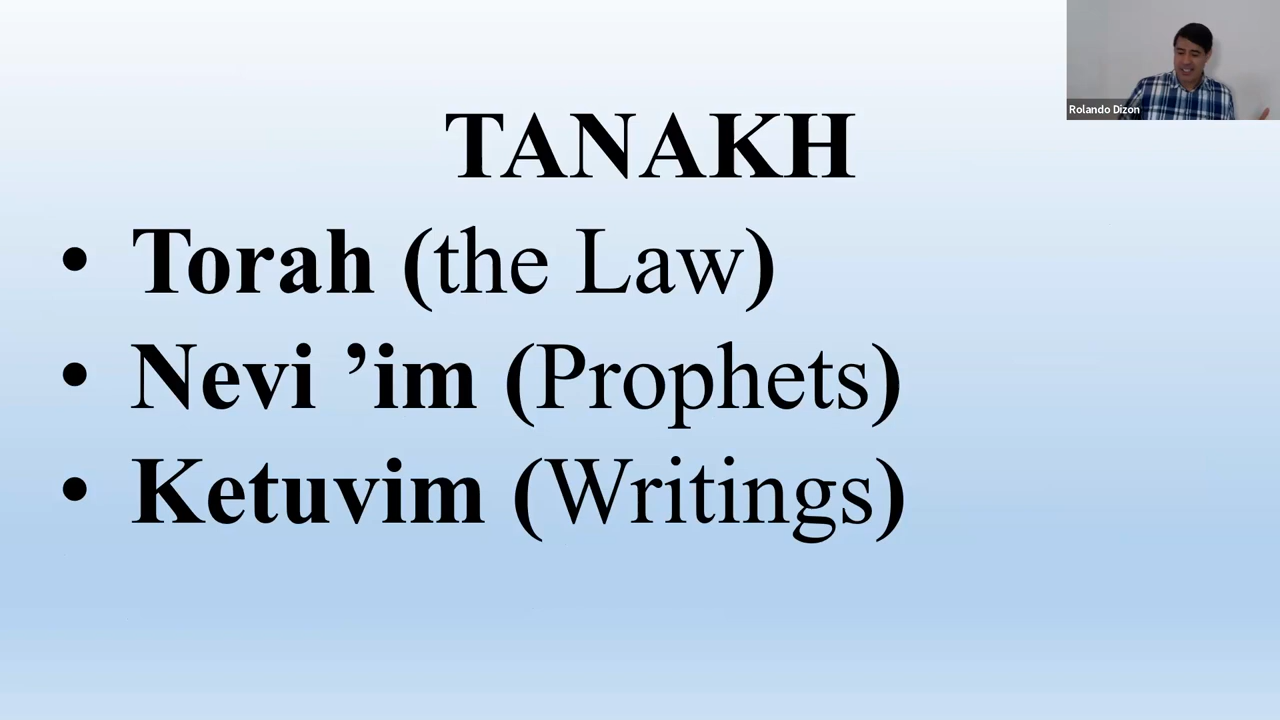 Rolando Dizon
TANAKH
• Torah (the Law)
• Nevi ’im (Prophets)
• Ketuvim (Writings)